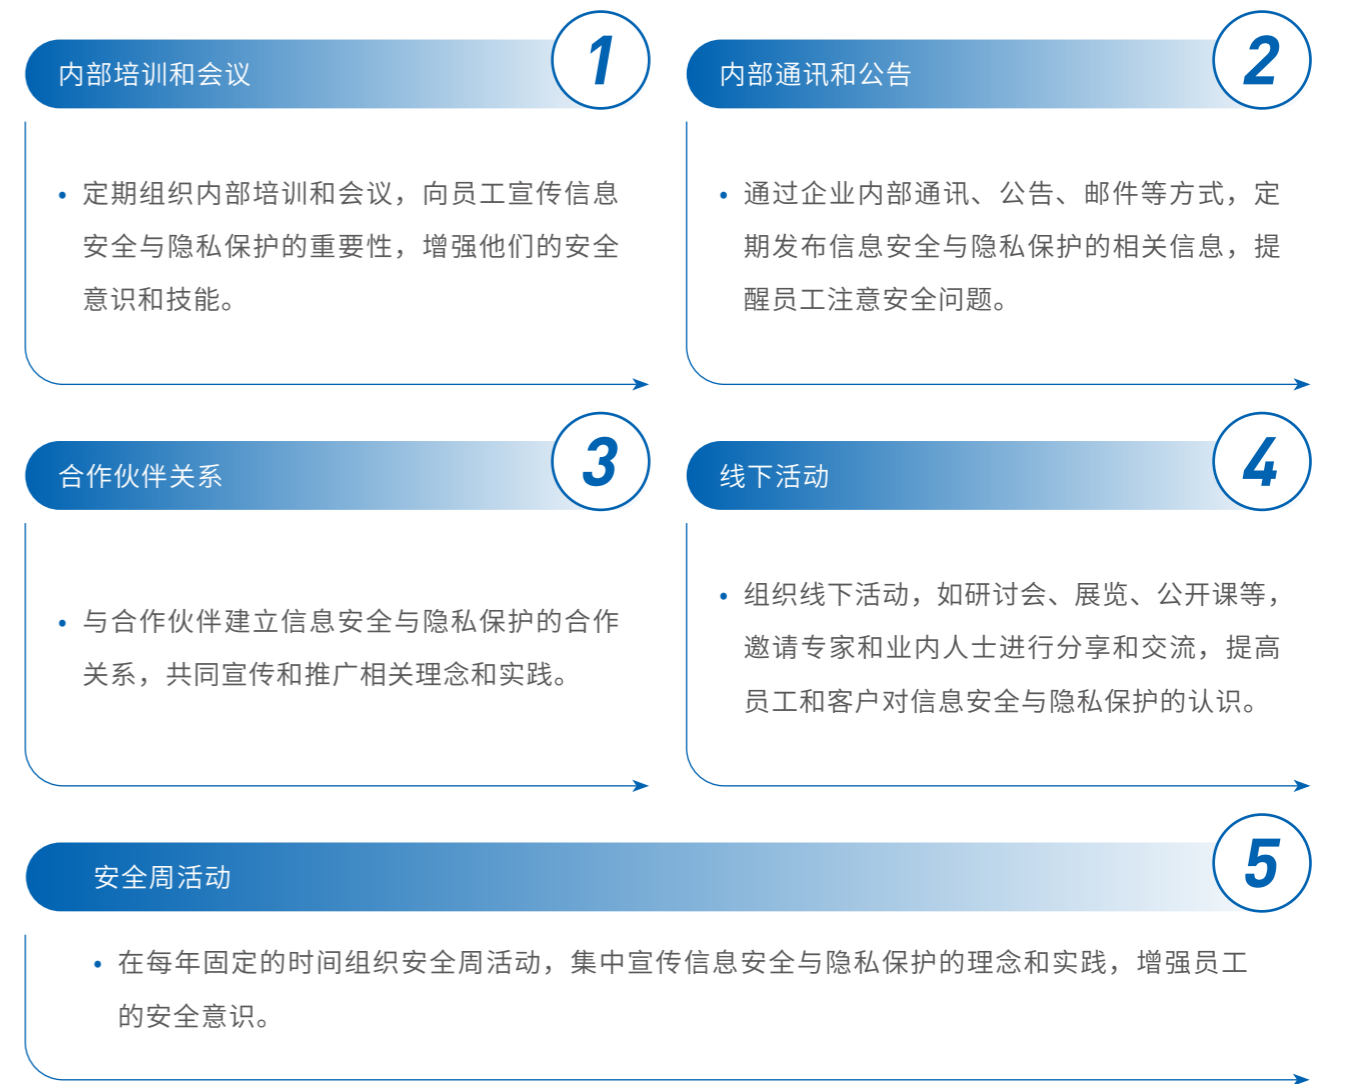 内部培训和会议
1
• 定期组织内部培训和会议，向员工宣传信息
安全与隐私保护的重要性，增强他们的安全
意识和技能。
内部通讯和公告
2
• 通过企业内部通讯、公告、邮件等方式，定
期发布信息安全与隐私保护的相关信息，提
醒员工注意安全问题。
合作伙伴关系
3
• 与合作伙伴建立信息安全与隐私保护的合作
关系，共同宣传和推广相关理念和实践。
线下活动
4
• 组织线下活动，如研讨会、展览、公开课等，
邀请专家和业内人士进行分享和交流，提高
员工和客户对信息安全与隐私保护的认识。
安全周活动
5
• 在每年固定的时间组织安全周活动，集中宣传信息安全与隐私保护的理念和实践，增强员工
的安全意识。